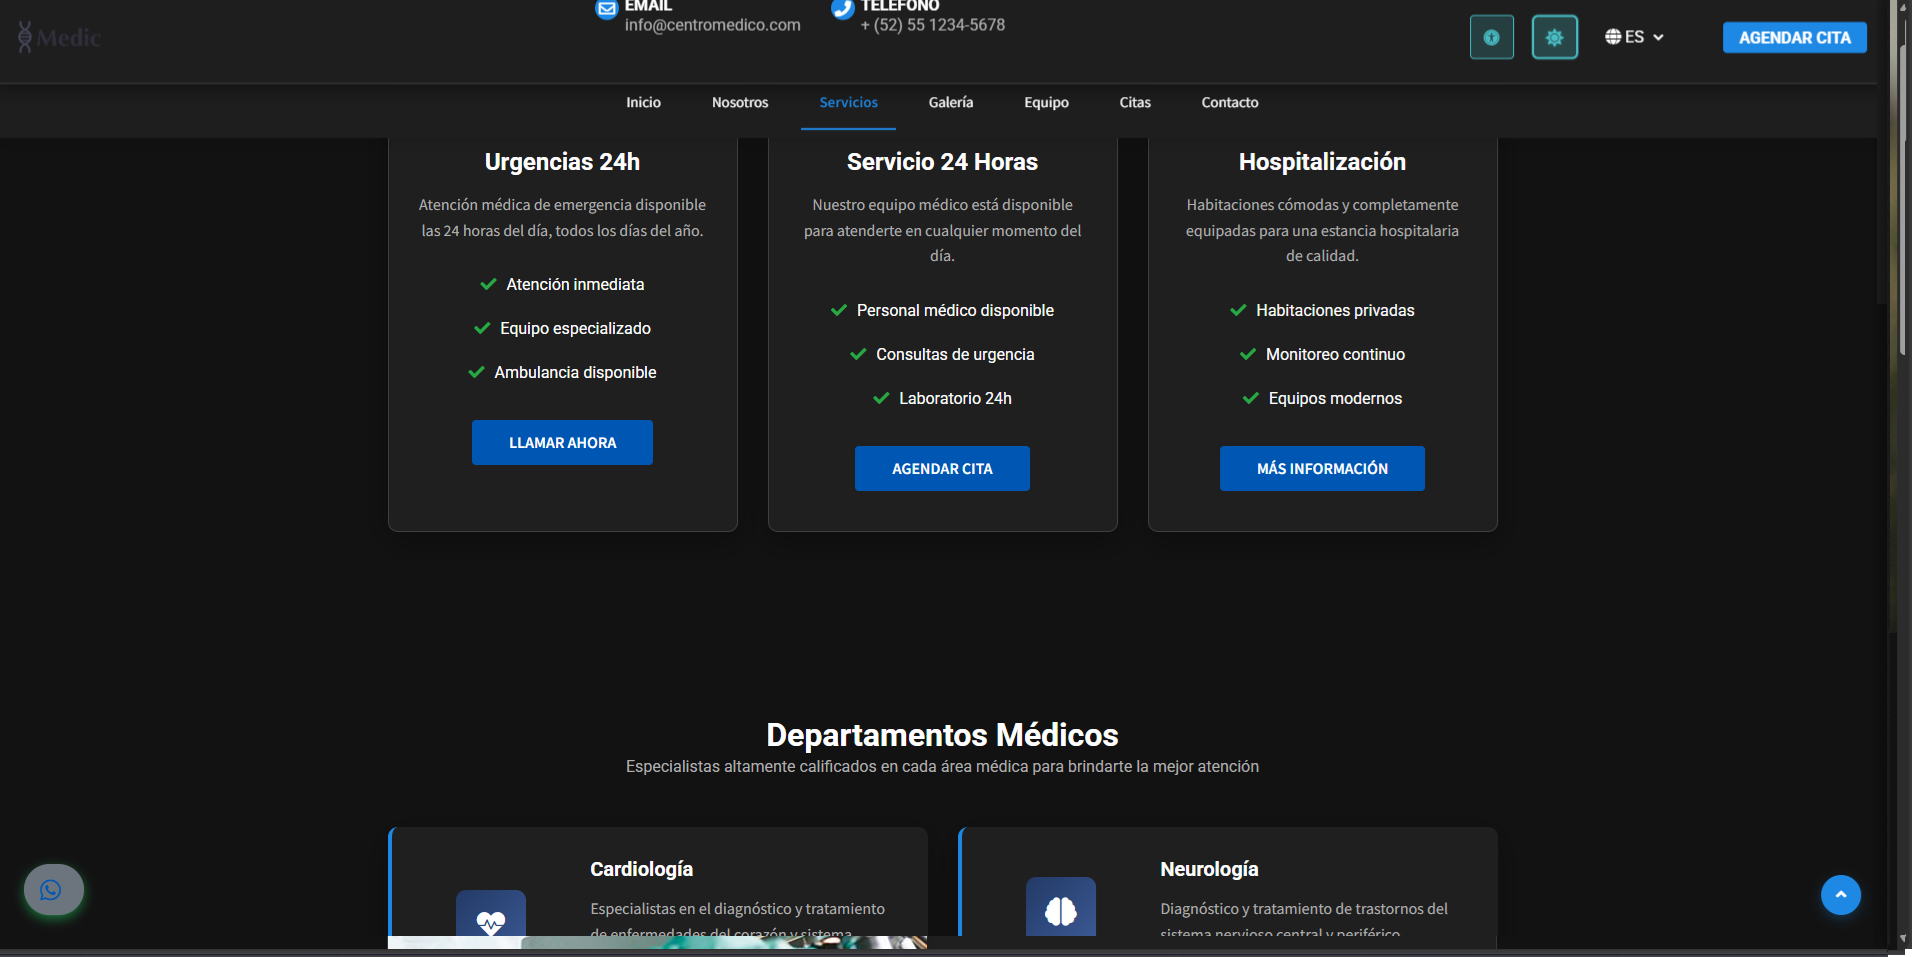 Medic
EMAIL
info@centromedico.com
TELÉFONO
+ (52) 55 1234-5678
ES
AGENDAR CITA
Inicio
Nosotros
Servicios
Galería
Equipo
Citas
Contacto
Urgencias 24h
Atención médica de emergencia disponible
las 24 horas del día, todos los días del año.
Atención inmediata
Equipo especializado
Ambulancia disponible
LLAMAR AHORA
Servicio 24 Horas
Nuestro equipo médico está disponible
para atenderte en cualquier momento del
día.
Personal médico disponible
Consultas de urgencia
Laboratorio 24h
AGENDAR CITA
Hospitalización
Habitaciones cómodas y completamente
equipadas para una estancia hospitalaria
de calidad.
Habitaciones privadas
Monitoreo continuo
Equipos modernos
MÁS INFORMACIÓN
Departamentos Médicos
Especialistas altamente calificados en cada área médica para brindarte la mejor atención
Cardiología
Especialistas en el diagnóstico y tratamiento
de enfermedades del corazón y sistema
Neurología
Diagnóstico y tratamiento de trastornos del
sistema nervioso central y periférico